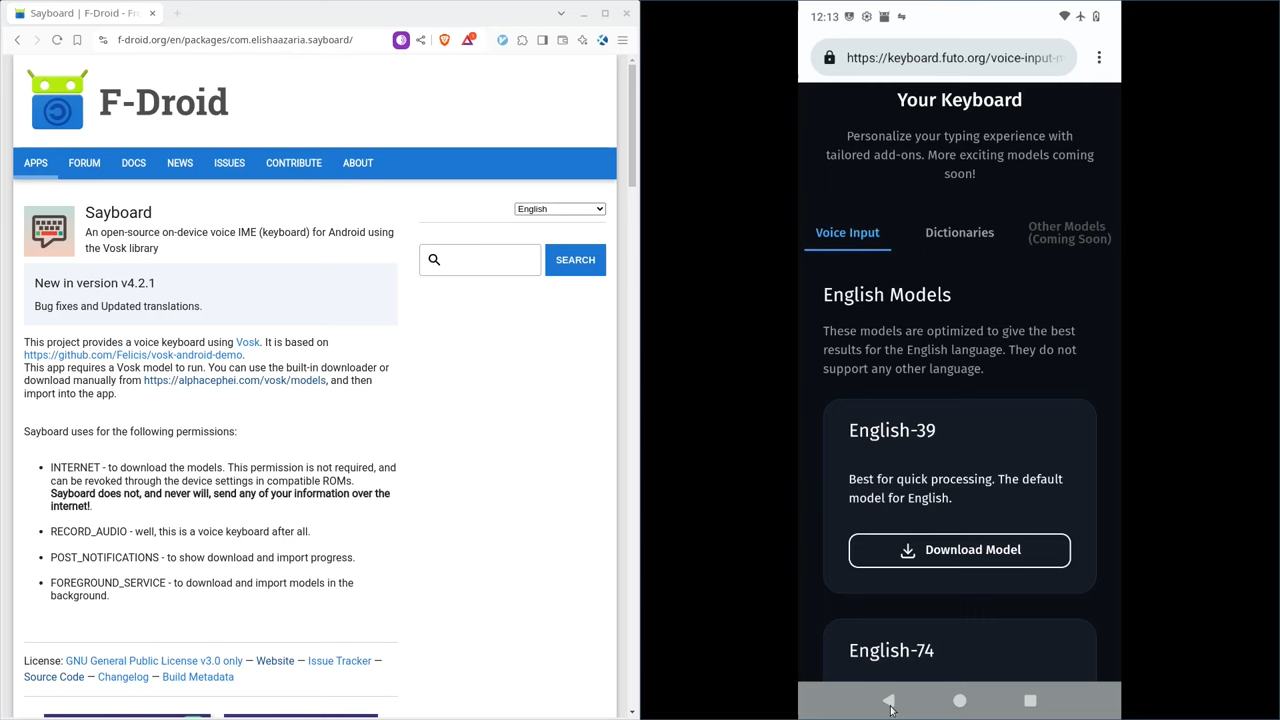 Sayboard | F-Droid - Fr
f-droid.org/en/packages/com.elishaazaria.sayboard/
F-Droid
APPS FORUM DOCS NEWS ISSUES CONTRIBUTE ABOUT
Sayboard
An open-source on-device voice IME (keyboard) for Android using
the Vosk library
English
SEARCH
New in version v4.2.1
Bug fixes and Updated translations.
This project provides a voice keyboard using Vosk. It is based on
https://github.com/Felicis/vosk-android-demo.
This app requires a Vosk model to run. You can use the built-in downloader or
download manually from https://alphacephei.com/vosk/models, and then
import into the app.
Sayboard uses for the following permissions:
• INTERNET - to download the models. This permission is not required, and
can be revoked through the device settings in compatible ROMs.
Sayboard does not, and never will, send any of your information over the
internet!.
• RECORD_AUDIO - well, this is a voice keyboard after all.
• POST_NOTIFICATIONS - to show download and import progress.
• FOREGROUND_SERVICE - to download and import models in the
background.
License: GNU General Public License v3.0 only — Website — Issue Tracker —
Source Code — Changelog — Build Metadata
12:13
https://keyboard.futo.org/voice-input-m
Your Keyboard
Personalize your typing experience with
tailored add-ons. More exciting models coming
soon!
Voice Input Dictionaries Other Models
(Coming Soon)
English Models
These models are optimized to give the best
results for the English language. They do not
support any other language.
English-39
Best for quick processing. The default
model for English.
Download Model
English-74